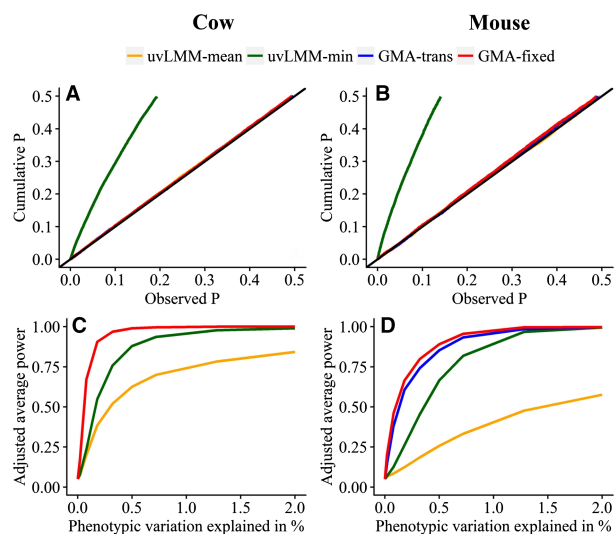 Cow Mouse
uvLMM-mean uvLMM-min GMA-trans GMA-fixed
A
Cumulative P
0.5
0.4
0.3
0.2
0.1
0.0
0.0 0.1 0.2 0.3 0.4 0.5
Observed P
B
Cumulative P
0.5
0.4
0.3
0.2
0.1
0.0
0.0 0.1 0.2 0.3 0.4 0.5
Observed P
C
Adjusted average power
1.00
0.75
0.50
0.25
0.00
0.0 0.5 1.0 1.5 2.0
Phenotypic variation explained in %
D
Adjusted average power
1.00
0.75
0.50
0.25
0.00
0.0 0.5 1.0 1.5 2.0
Phenotypic variation explained in %